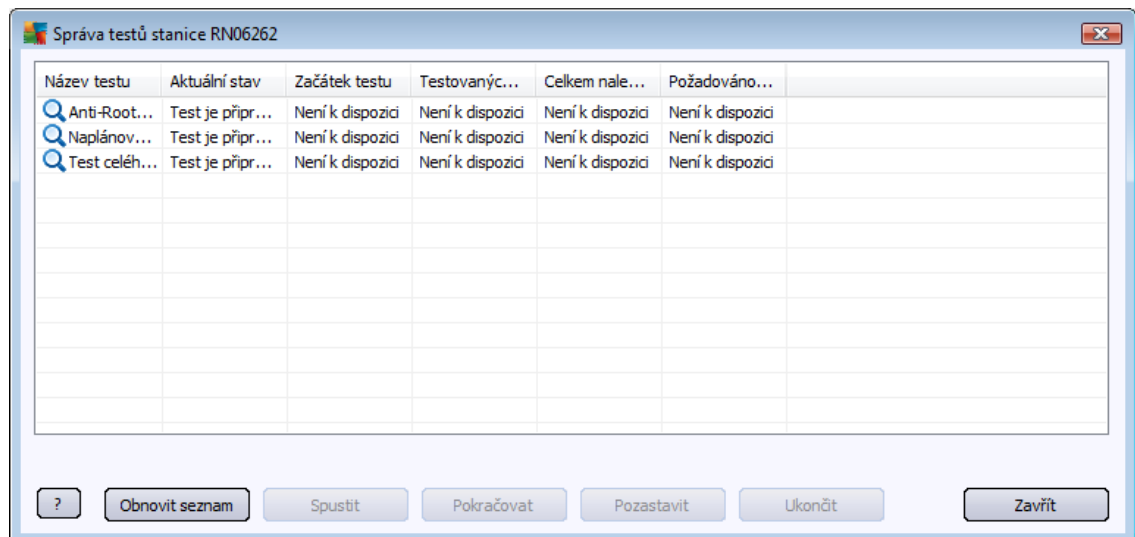 Správa testů stanice RN06262
Název testu Aktuální stav Začátek testu Testovanýc... Celkem nale... Požadováno...
Anti-Root... Test je připr... Není k dispozici Není k dispozici Není k dispozici Není k dispozici
Naplánov... Test je připr... Není k dispozici Není k dispozici Není k dispozici Není k dispozici
Test celéh... Test je připr... Není k dispozici Není k dispozici Není k dispozici Není k dispozici
? Obnovit seznam Spustit Pokračovat Pozastavit Ukončit Zavřít